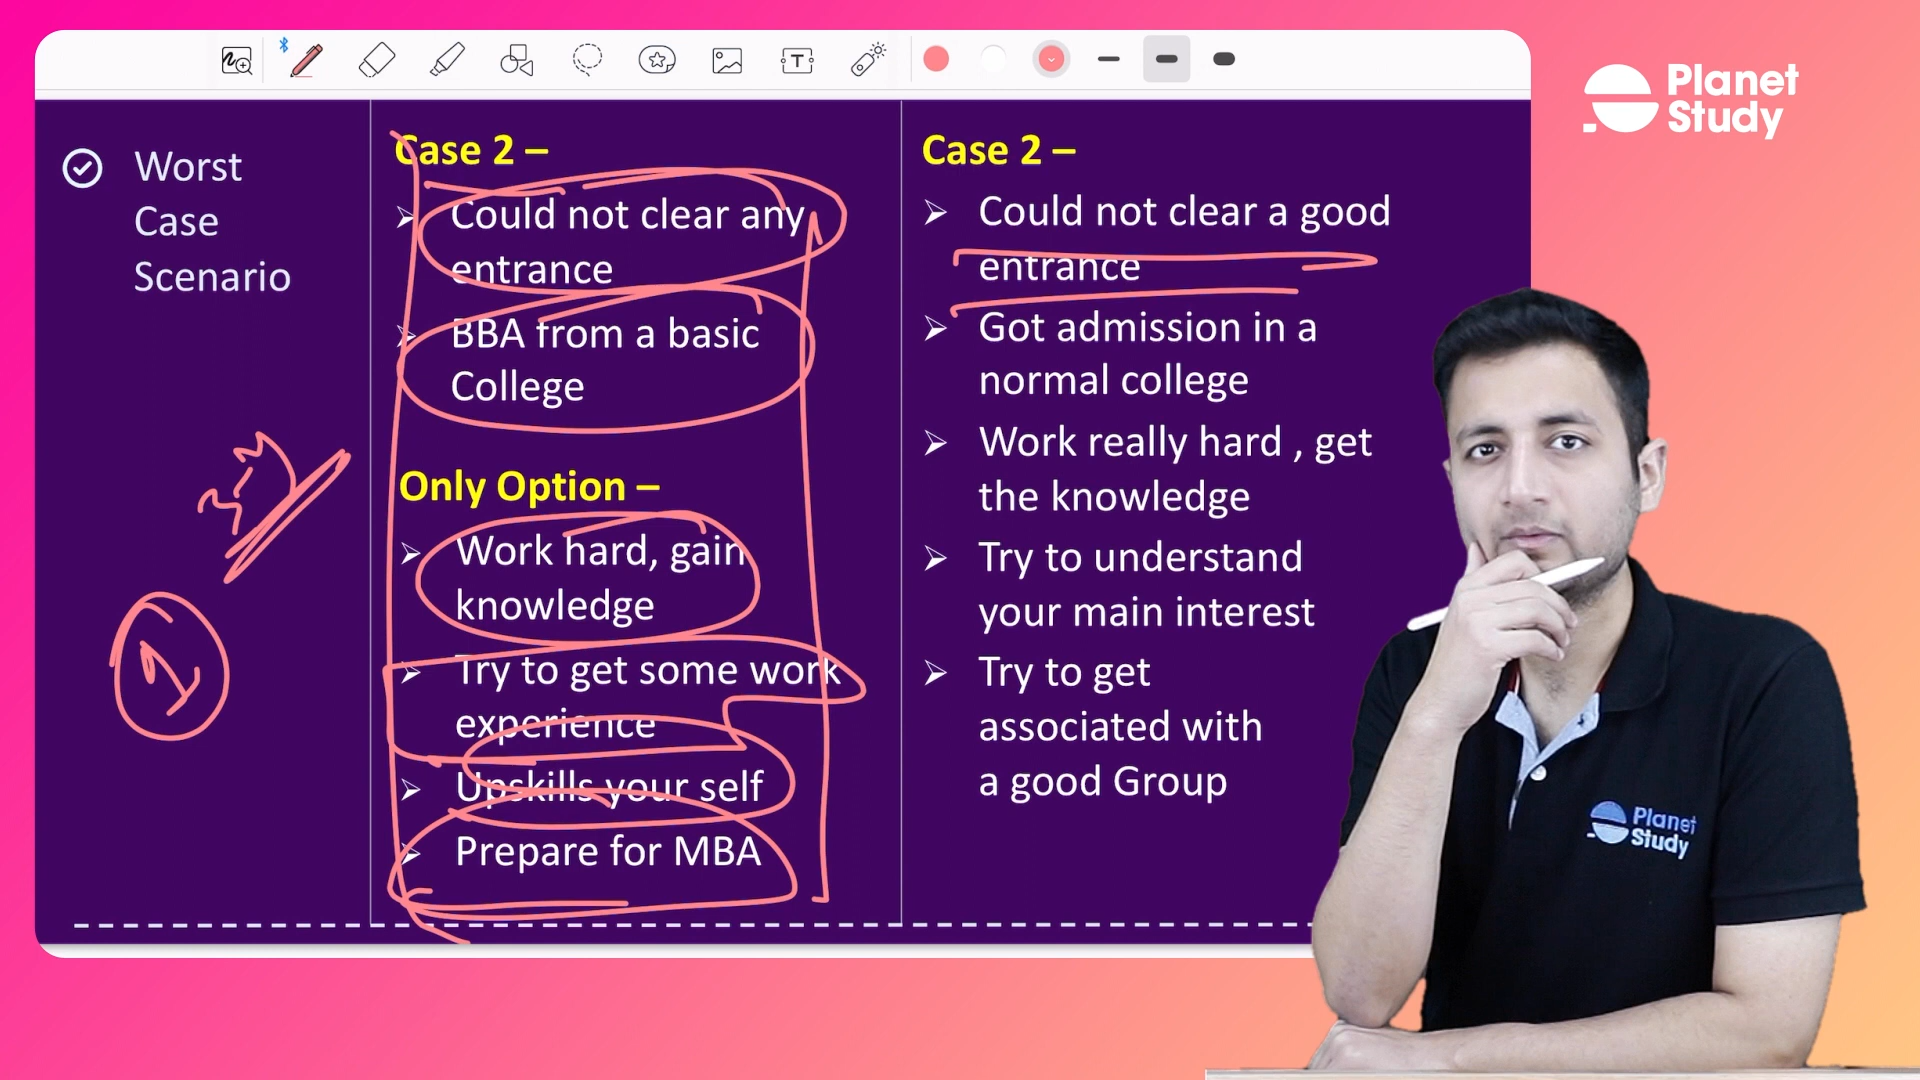 Planet
Study
Worst
Case
Scenario
Case 2 –
Could not clear any
entrance
BBA from a basic
College
Only Option –
Work hard, gain
knowledge
Try to get some work
experience
Upskills your self
Prepare for MBA
Case 2 –
Could not clear a good
entrance
Got admission in a
normal college
Work really hard , get
the knowledge
Try to understand
your main interest
Try to get
associated with
a good Group
Planet
Study